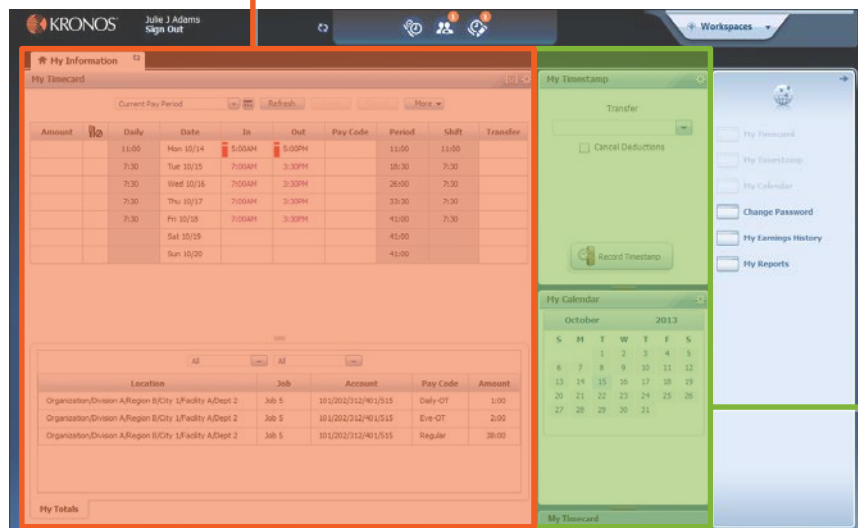 KRONOS
Julie J Adams
Sign Out
1
1
Workspaces
My Information
My Timecard
Current Pay Period
Refresh
More
Amount Daily Date In Out Pay Code Period Shift Transfer
11:00 Mon 10/14 5:00AM 5:00PM 11:00 11:00
7:30 Tue 10/15 7:00AM 3:30PM 18:30 7:30
7:30 Wed 10/16 7:00AM 3:30PM 26:00 7:30
7:30 Thu 10/17 7:00AM 3:30PM 33:30 7:30
7:30 Fri 10/18 7:00AM 3:30PM 41:00 7:30
Sat 10/19 41:00
Sun 10/20 41:00
All All
Location Job Account Pay Code Amount
Organization/Division A/Region B/City 1/Facility A/Dept 2 Job 5 101/202/312/401/515 Daily-OT 1:00
Organization/Division A/Region B/City 1/Facility A/Dept 2 Job 5 101/202/312/401/515 Eve-OT 2:00
Organization/Division A/Region B/City 1/Facility A/Dept 2 Job 5 101/202/312/401/515 Regular 38:00
My Totals
My Timestamp
Transfer
Cancel Deductions
Record Timestamp
My Calendar
October 2013
S M T W T F S
1 2 3 4 5
6 7 8 9 10 11 12
13 14 15 16 17 18 19
20 21 22 23 24 25 26
27 28 29 30 31
My Timecard
My Timecard
My Timestamp
My Calendar
Change Password
My Earnings History
My Reports